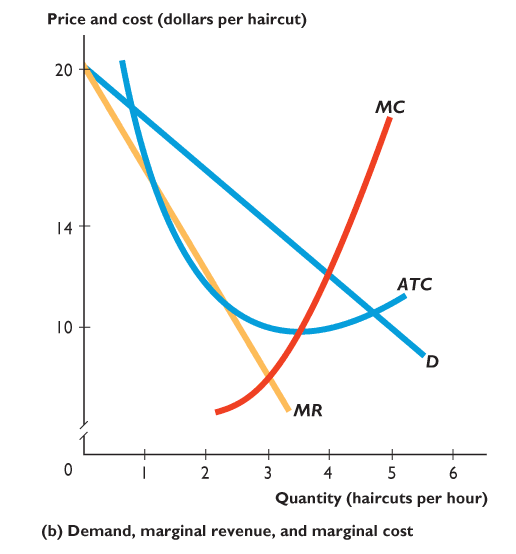 Price and cost (dollars per haircut)
20
MC
14
ATC
10
D
MR
0
1 2 3 4 5 6
Quantity (haircuts per hour)
(b) Demand, marginal revenue, and marginal cost